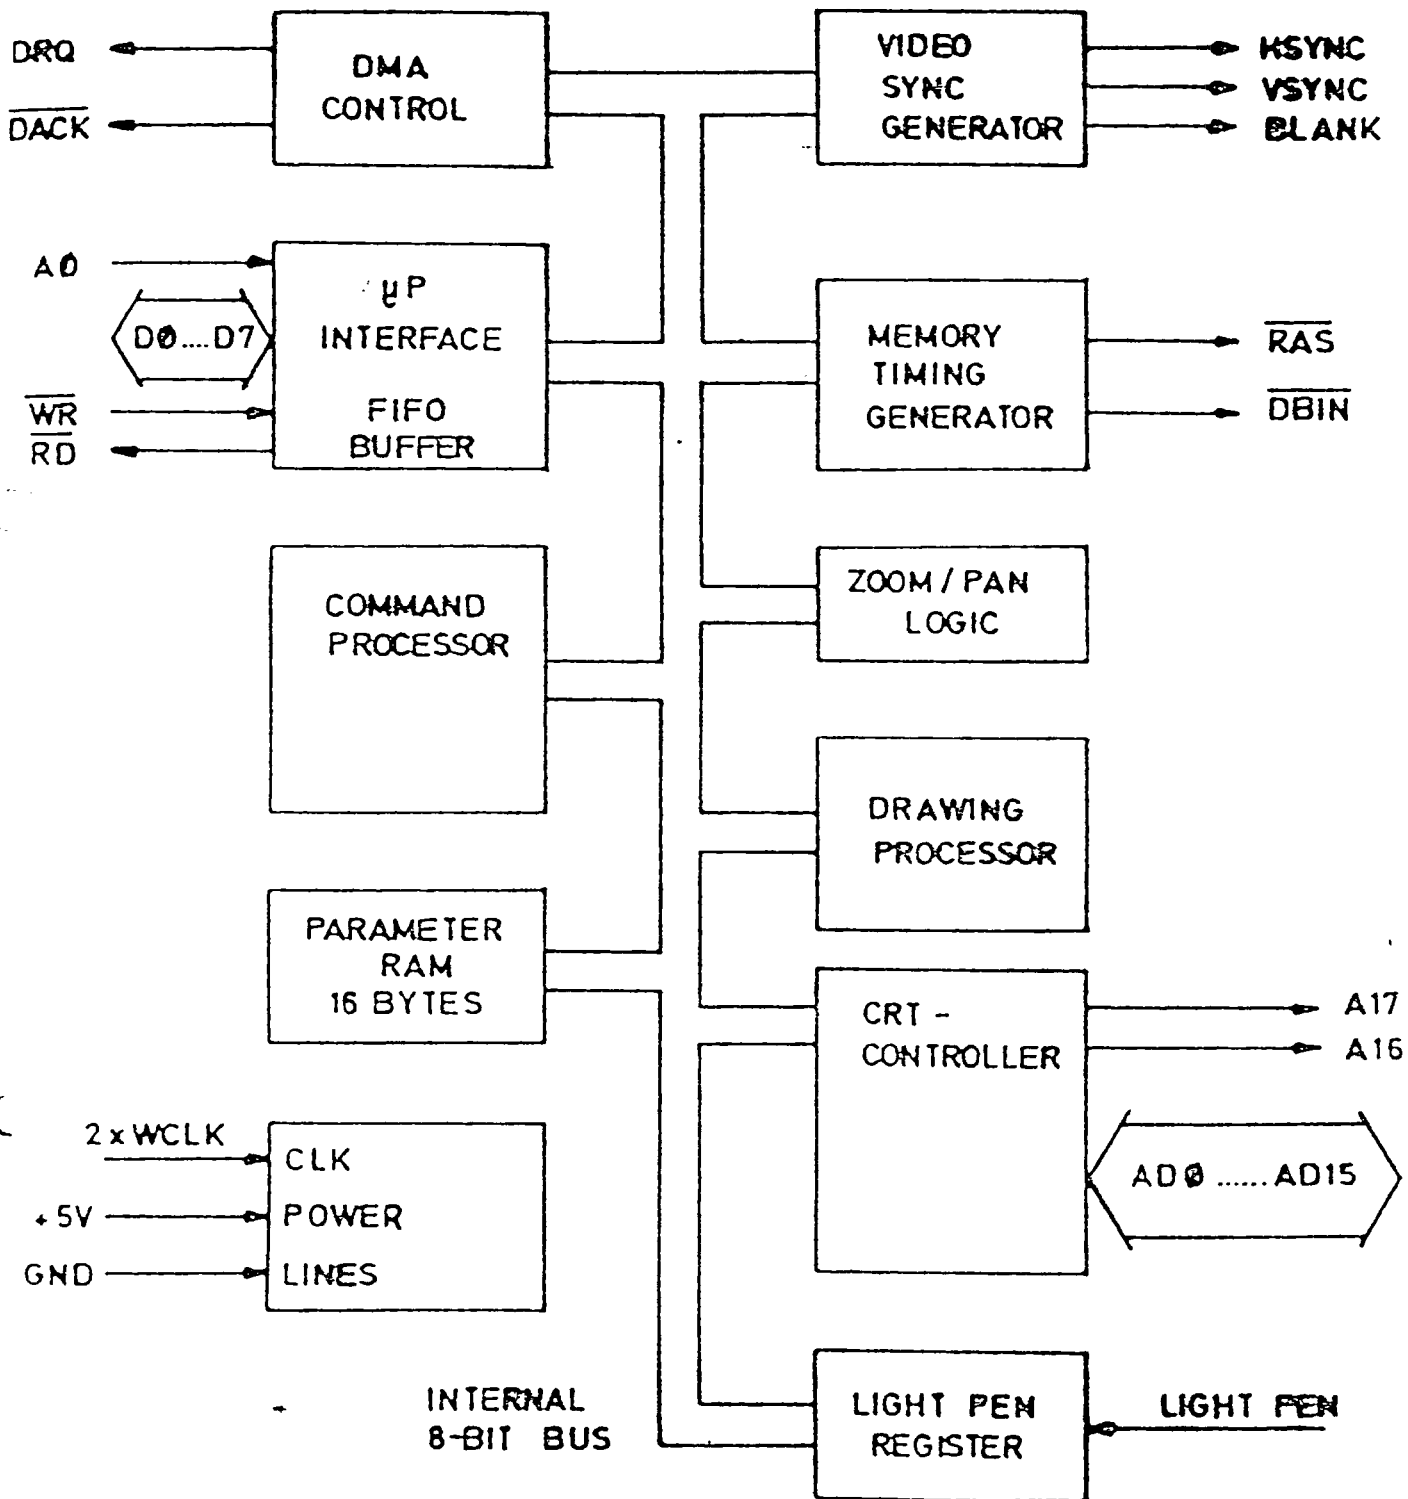 DRQ
DACK
DMA
CONTROL
VIDEO
SYNC
GENERATOR
HSYNC
VSYNC
BLANK
A0
D0....D7
WR
RD
µP
INTERFACE
FIFO
BUFFER
MEMORY
TIMING
GENERATOR
RAS
DBIN
COMMAND
PROCESSOR
ZOOM / PAN
LOGIC
DRAWING
PROCESSOR
PARAMETER
RAM
16 BYTES
CRT -
CONTROLLER
A17
A16
AD0 ...... AD15
2 x WCLK
+5V
GND
CLK
POWER
LINES
INTERNAL
8-BIT BUS
LIGHT PEN
REGISTER
LIGHT PEN